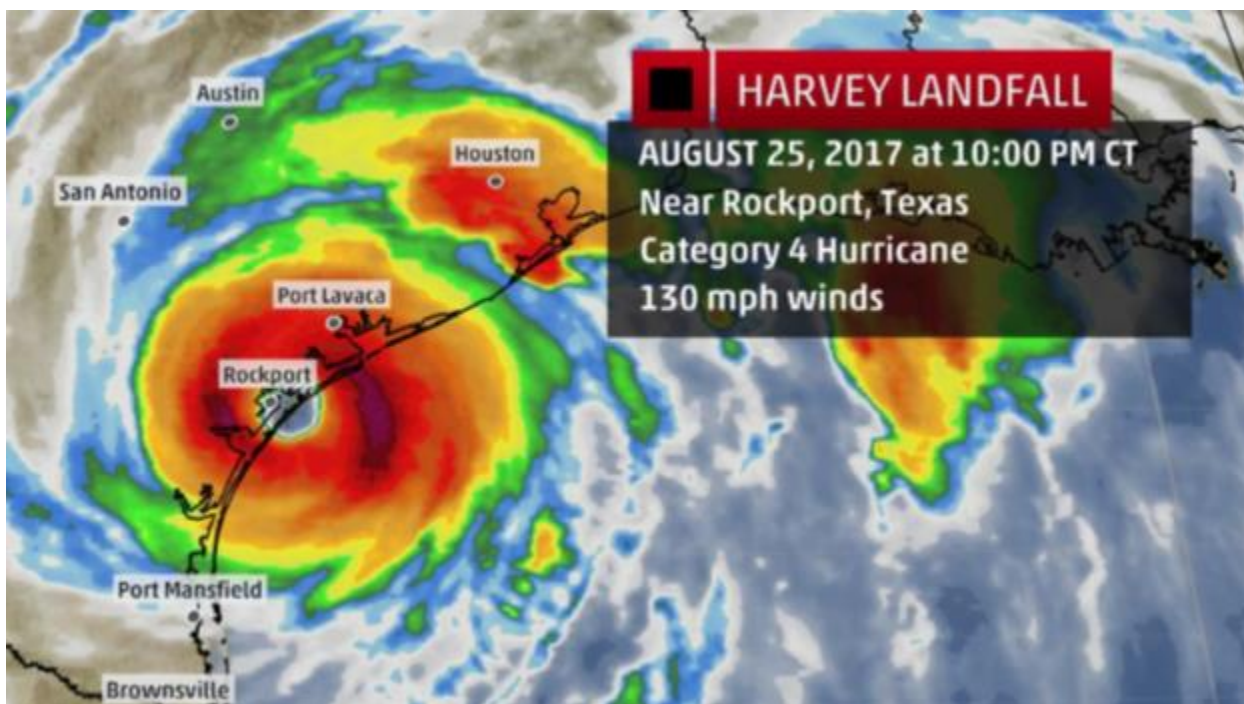 HARVEY LANDFALL
AUGUST 25, 2017 at 10:00 PM CT
Near Rockport, Texas
Category 4 Hurricane
130 mph winds
Austin
Houston
San Antonio
Port Lavaca
Rockport
Port Mansfield
Brownsville